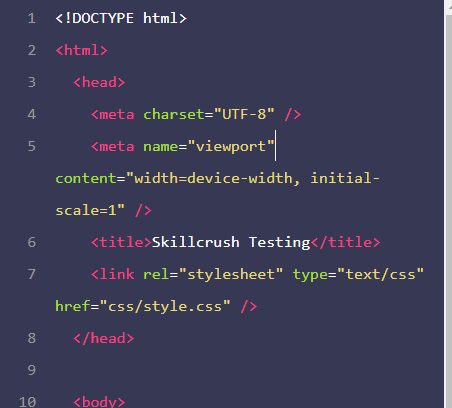 1 <!DOCTYPE html>
2 <html>
3 <head>
4 <meta charset="UTF-8" />
5 <meta name="viewport"
content="width=device-width, initial-
scale=1" />
6 <title>Skillcrush Testing</title>
7 <link rel="stylesheet" type="text/css"
href="css/style.css" />
8 </head>
9
10 <body>